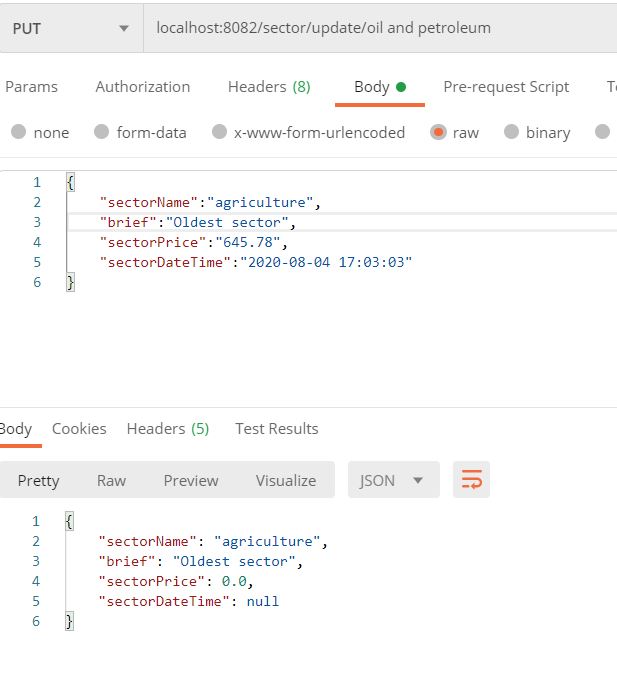 PUT localhost:8082/sector/update/oil and petroleum
Params Authorization Headers (8) Body Pre-request Script
none form-data x-www-form-urlencoded raw binary
1 {
2 "sectorName":"agriculture",
3 "brief":"Oldest sector",
4 "sectorPrice":"645.78",
5 "sectorDateTime":"2020-08-04 17:03:03"
6 }
Body Cookies Headers (5) Test Results
Pretty Raw Preview Visualize JSON
1 {
2 "sectorName": "agriculture",
3 "brief": "Oldest sector",
4 "sectorPrice": 0.0,
5 "sectorDateTime": null
6 }